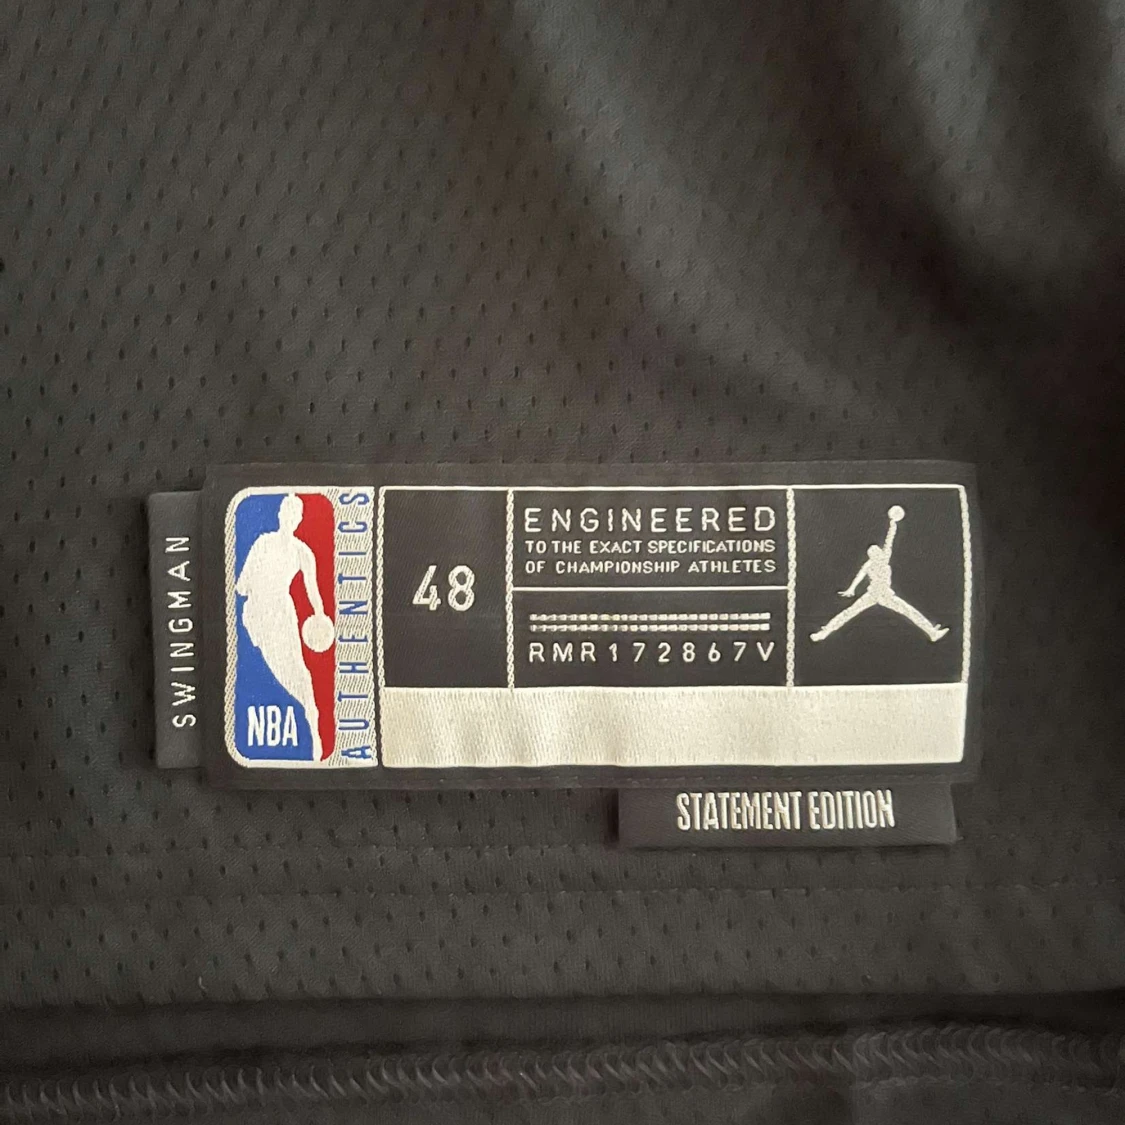 SWINGMAN
NBA
AUTHENTICS
48
ENGINEERED
TO THE EXACT SPECIFICATIONS
OF CHAMPIONSHIP ATHLETES
RMR172867V
STATEMENT EDITION